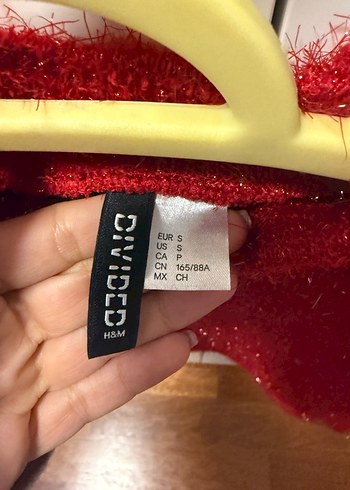 DIVIDED
H&M
EUR S
US S
CA P
CN 165/88A
MX CH